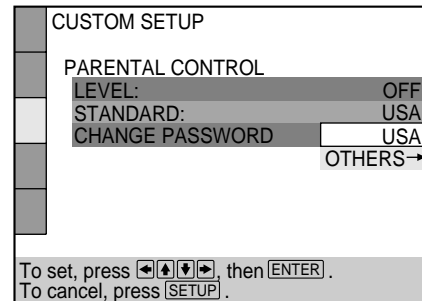 CUSTOM SETUP
PARENTAL CONTROL
LEVEL: OFF
STANDARD: USA
CHANGE PASSWORD USA
OTHERS→
To set, press ←↑↓→, then ENTER .
To cancel, press SETUP .